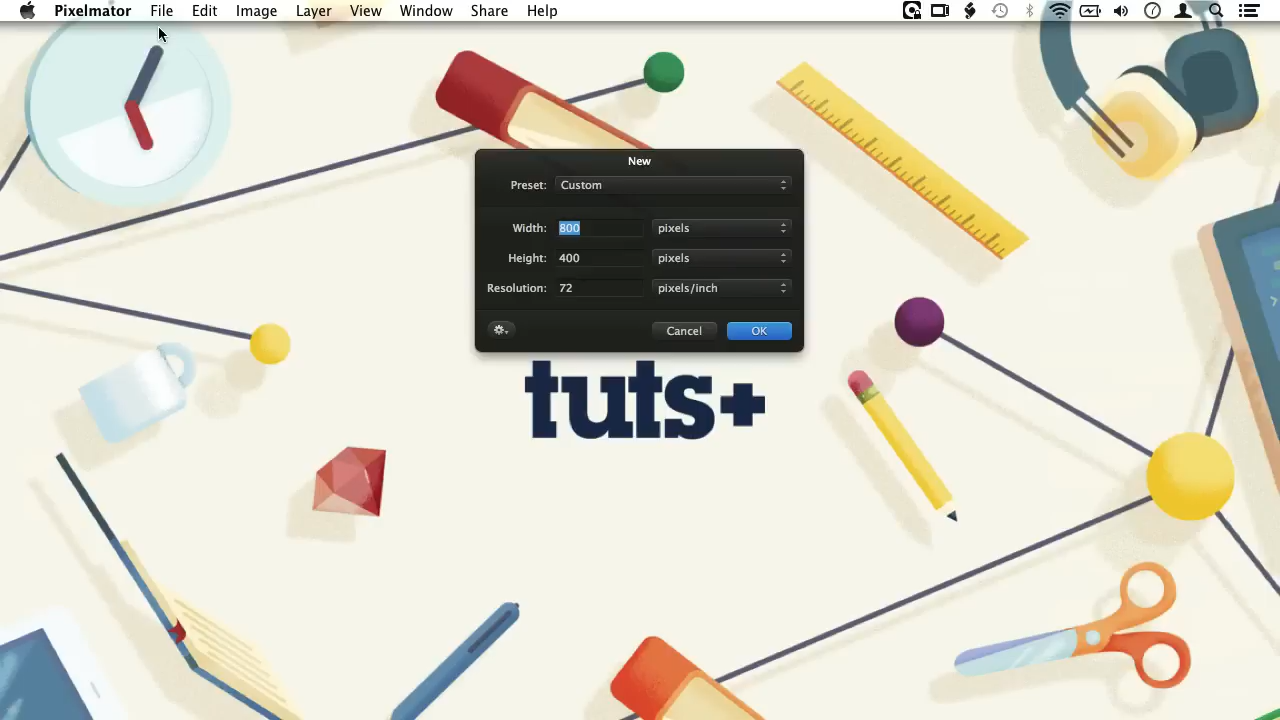 Pixelmator File Edit Image Layer View Window Share Help
New
Preset: Custom
Width: 800 pixels
Height: 400 pixels
Resolution: 72 pixels/inch
Cancel OK
tuts+